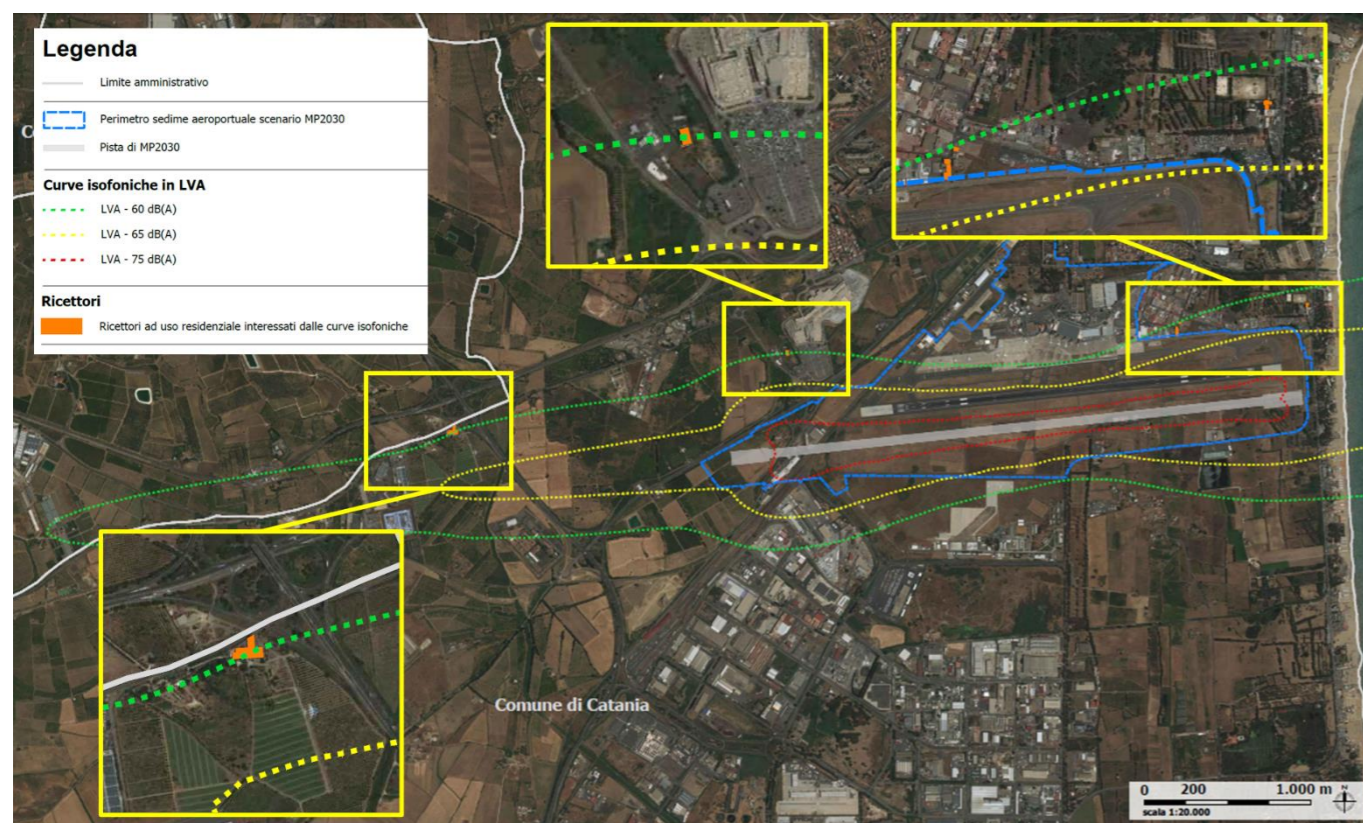 Legenda
Limite amministrativo
Perimetro sedime aeroportuale scenario MP2030
Pista di MP2030
Curve isofoniche in LVA
LVA - 60 dB(A)
LVA - 65 dB(A)
LVA - 75 dB(A)
Ricettori
Ricettori ad uso residenziale interessati dalle curve isofoniche
Comune di Catania
0 200 1.000 m N
scala 1:20.000